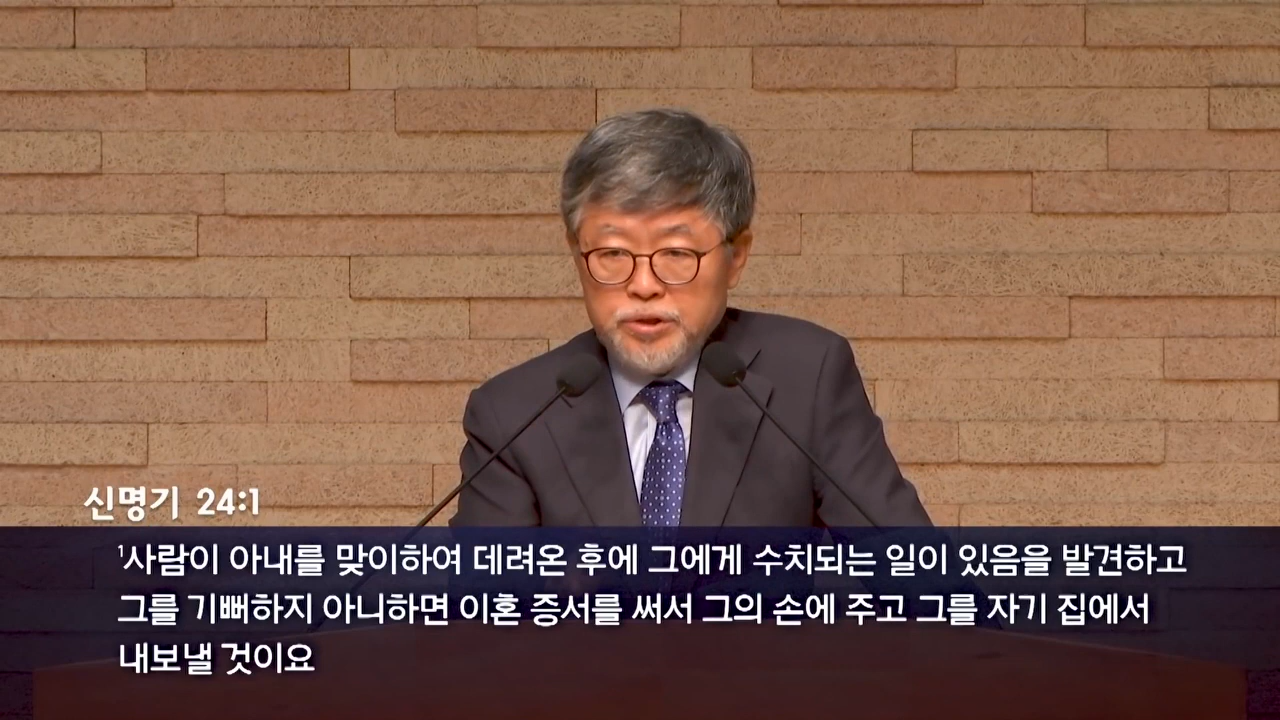 신명기 24:1
¹사람이 아내를 맞이하여 데려온 후에 그에게 수치되는 일이 있음을 발견하고
그를 기뻐하지 아니하면 이혼 증서를 써서 그의 손에 주고 그를 자기 집에서
내보낼 것이요